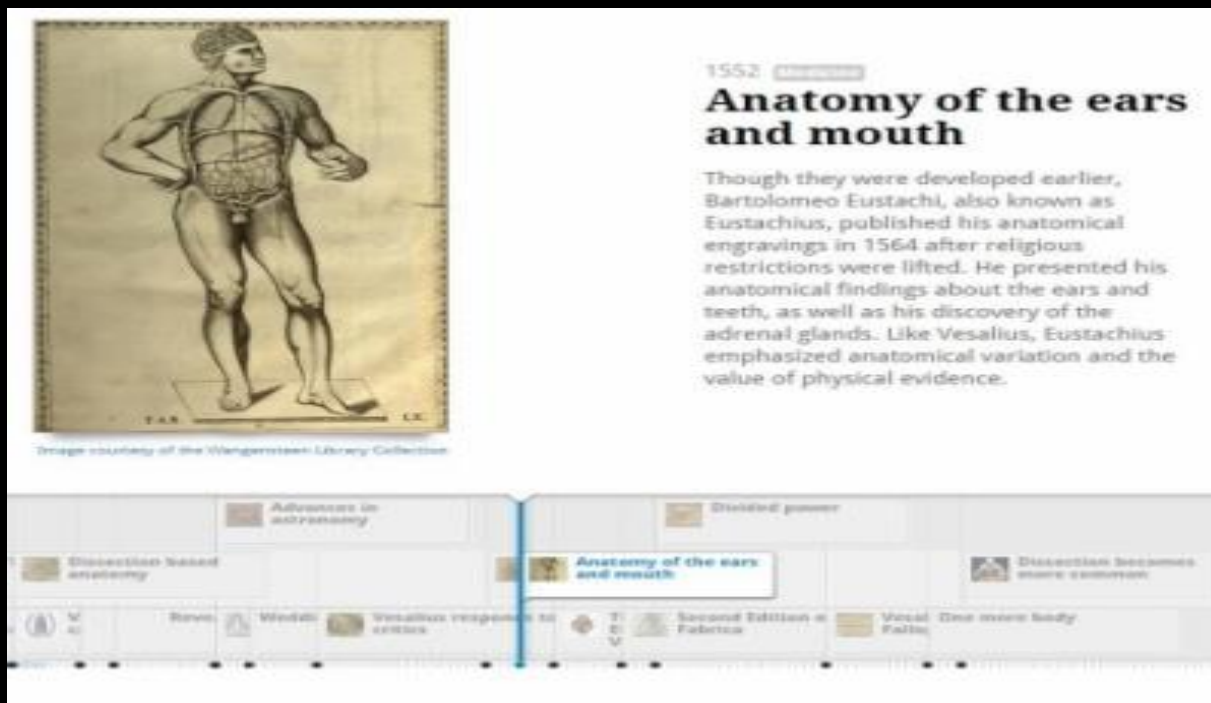 1552 Medicine
Anatomy of the ears
and mouth
Though they were developed earlier,
Bartolomeo Eustachi, also known as
Eustachius, published his anatomical
engravings in 1564 after religious
restrictions were lifted. He presented his
anatomical findings about the ears and
teeth, as well as his discovery of the
adrenal glands. Like Vesalius, Eustachius
emphasized anatomical variation and the
value of physical evidence.
Image courtesy of the Wangensteen Library Collection
Advances in
astronomy
Divided power
Dissection based
anatomy
Anatomy of the ears
and mouth
Dissection becomes
more common
Vesalius response to
critics
Second Edition
Fabrica
One more body